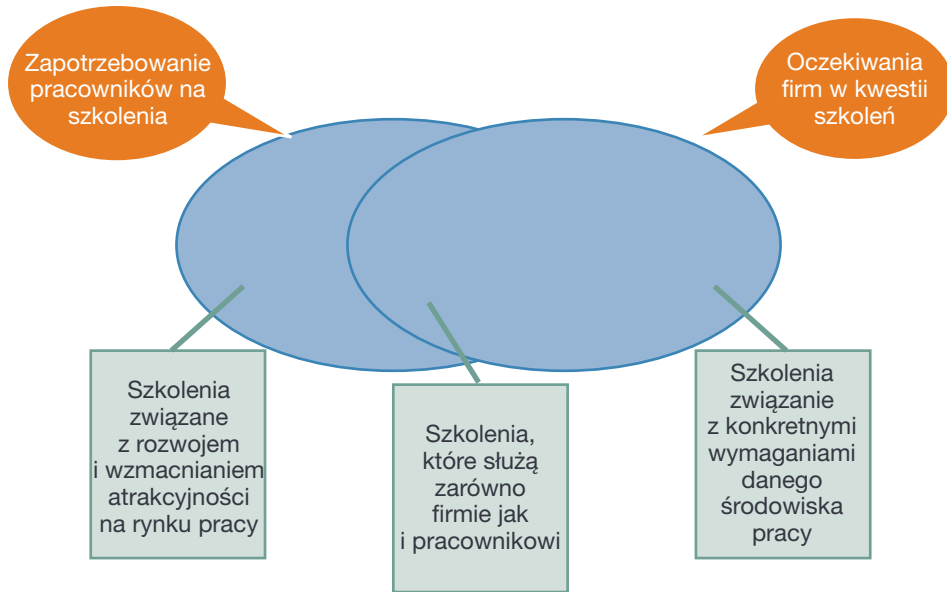 Zapotrzebowanie
pracowników na
szkolenia
Oczekiwania
firm w kwestii
szkoleń
Szkolenia
związane
z rozwojem
i wzmacnianiem
atrakcyjności
na rynku pracy
Szkolenia,
które służą
zarówno
firmie jak
i pracownikowi
Szkolenia
związanie
z konkretnymi
wymaganiami
danego
środowiska
pracy